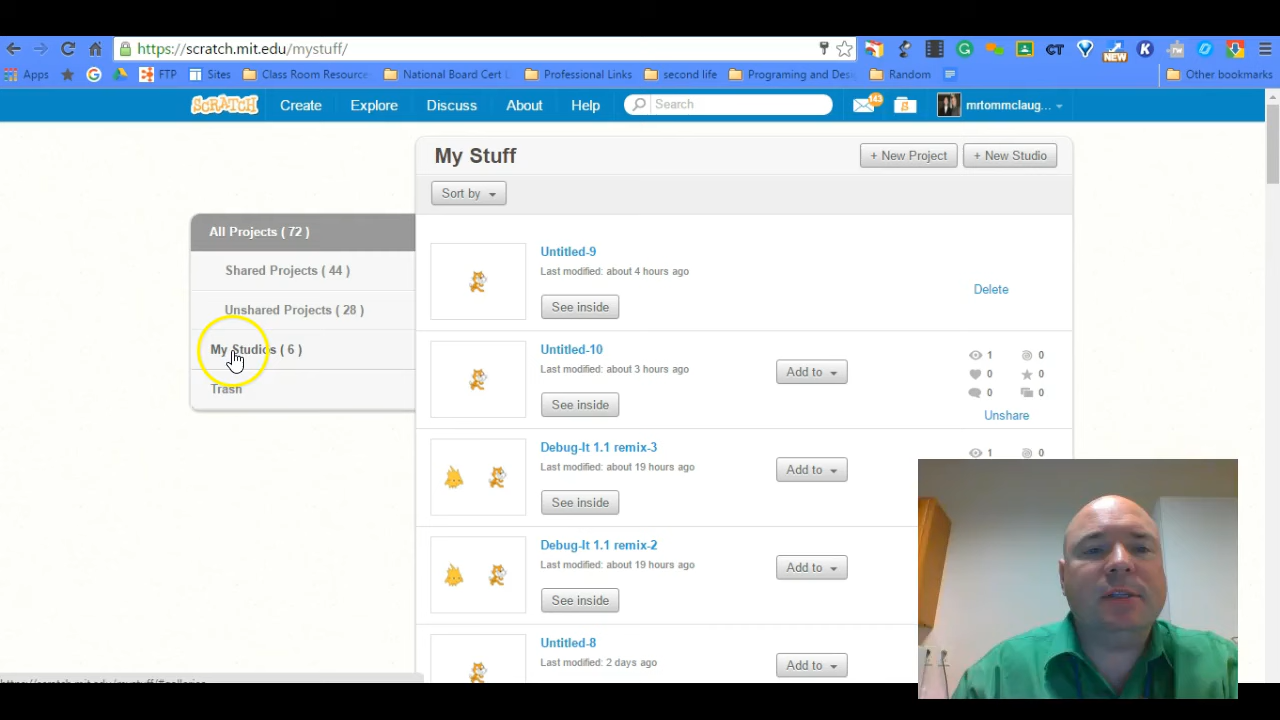 https://scratch.mit.edu/mystuff/
Apps
FTP
Sites
Class Room Resource
National Board Cert
Professional Links
second life
Programing and Des
Random
Other bookmarks
NEW
SCRATCH
Create
Explore
Discuss
About
Help
Search
mrtommclaug...
My Stuff
+ New Project
+ New Studio
Sort by
All Projects ( 72 )
Shared Projects ( 44 )
Unshared Projects ( 28 )
My Studios ( 6 )
Trash
Untitled-9
Last modified: about 4 hours ago
See inside
Delete
Untitled-10
Last modified: about 3 hours ago
See inside
Add to
1
0
0
0
0
0
Unshare
Debug-It 1.1 remix-3
Last modified: about 19 hours ago
See inside
Add to
1
0
Debug-It 1.1 remix-2
Last modified: about 19 hours ago
See inside
Add to
Untitled-8
Last modified: 2 days ago
Add to